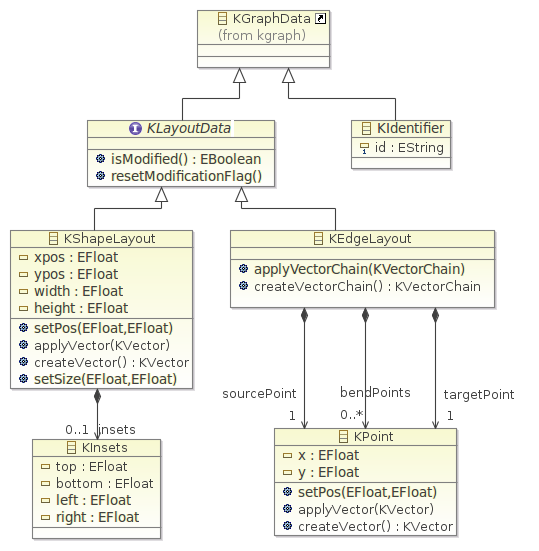 KGraphData
(from kgraph)
KLayoutData
isModified() : EBoolean
resetModificationFlag()
KIdentifier
1 id : EString
KShapeLayout
xpos : EFloat
ypos : EFloat
width : EFloat
height : EFloat
setPos(EFloat,EFloat)
applyVector(KVector)
createVector() : KVector
setSize(EFloat,EFloat)
KEdgeLayout
applyVectorChain(KVectorChain)
createVectorChain() : KVectorChain
sourcePoint
1
bendPoints
0..*
targetPoint
1
0..1 insets
KInsets
top : EFloat
bottom : EFloat
left : EFloat
right : EFloat
KPoint
x : EFloat
y : EFloat
setPos(EFloat,EFloat)
applyVector(KVector)
createVector() : KVector